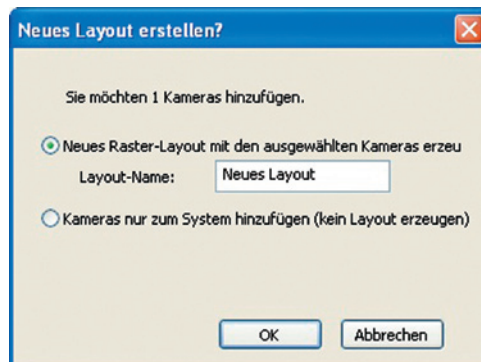 Neues Layout erstellen?
Sie möchten 1 Kameras hinzufügen.
Neues Raster-Layout mit den ausgewählten Kameras erzeu
Layout-Name: Neues Layout
Kameras nur zum System hinzufügen (kein Layout erzeugen)
OK Abbrechen